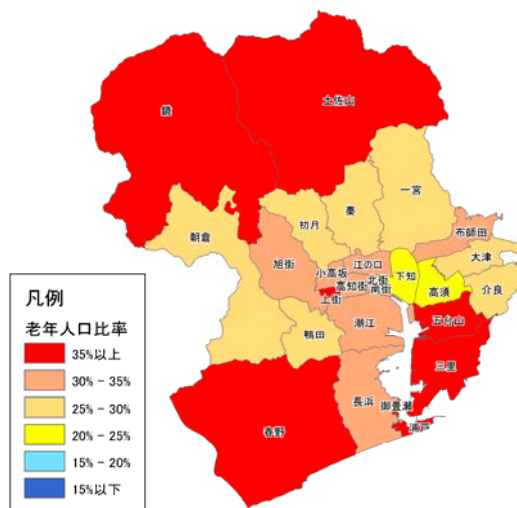 鏡
土佐山
一宮
秦
初月
布師田
朝倉
旭街
大津
江の口
小高坂
下知
北街
高知街
南街
高須
介良
上街
五台山
潮江
鴨田
三里
長浜
御畳瀬
春野
浦戸
凡例
老年人口比率
35%以上
30% - 35%
25% - 30%
20% - 25%
15% - 20%
15%以下